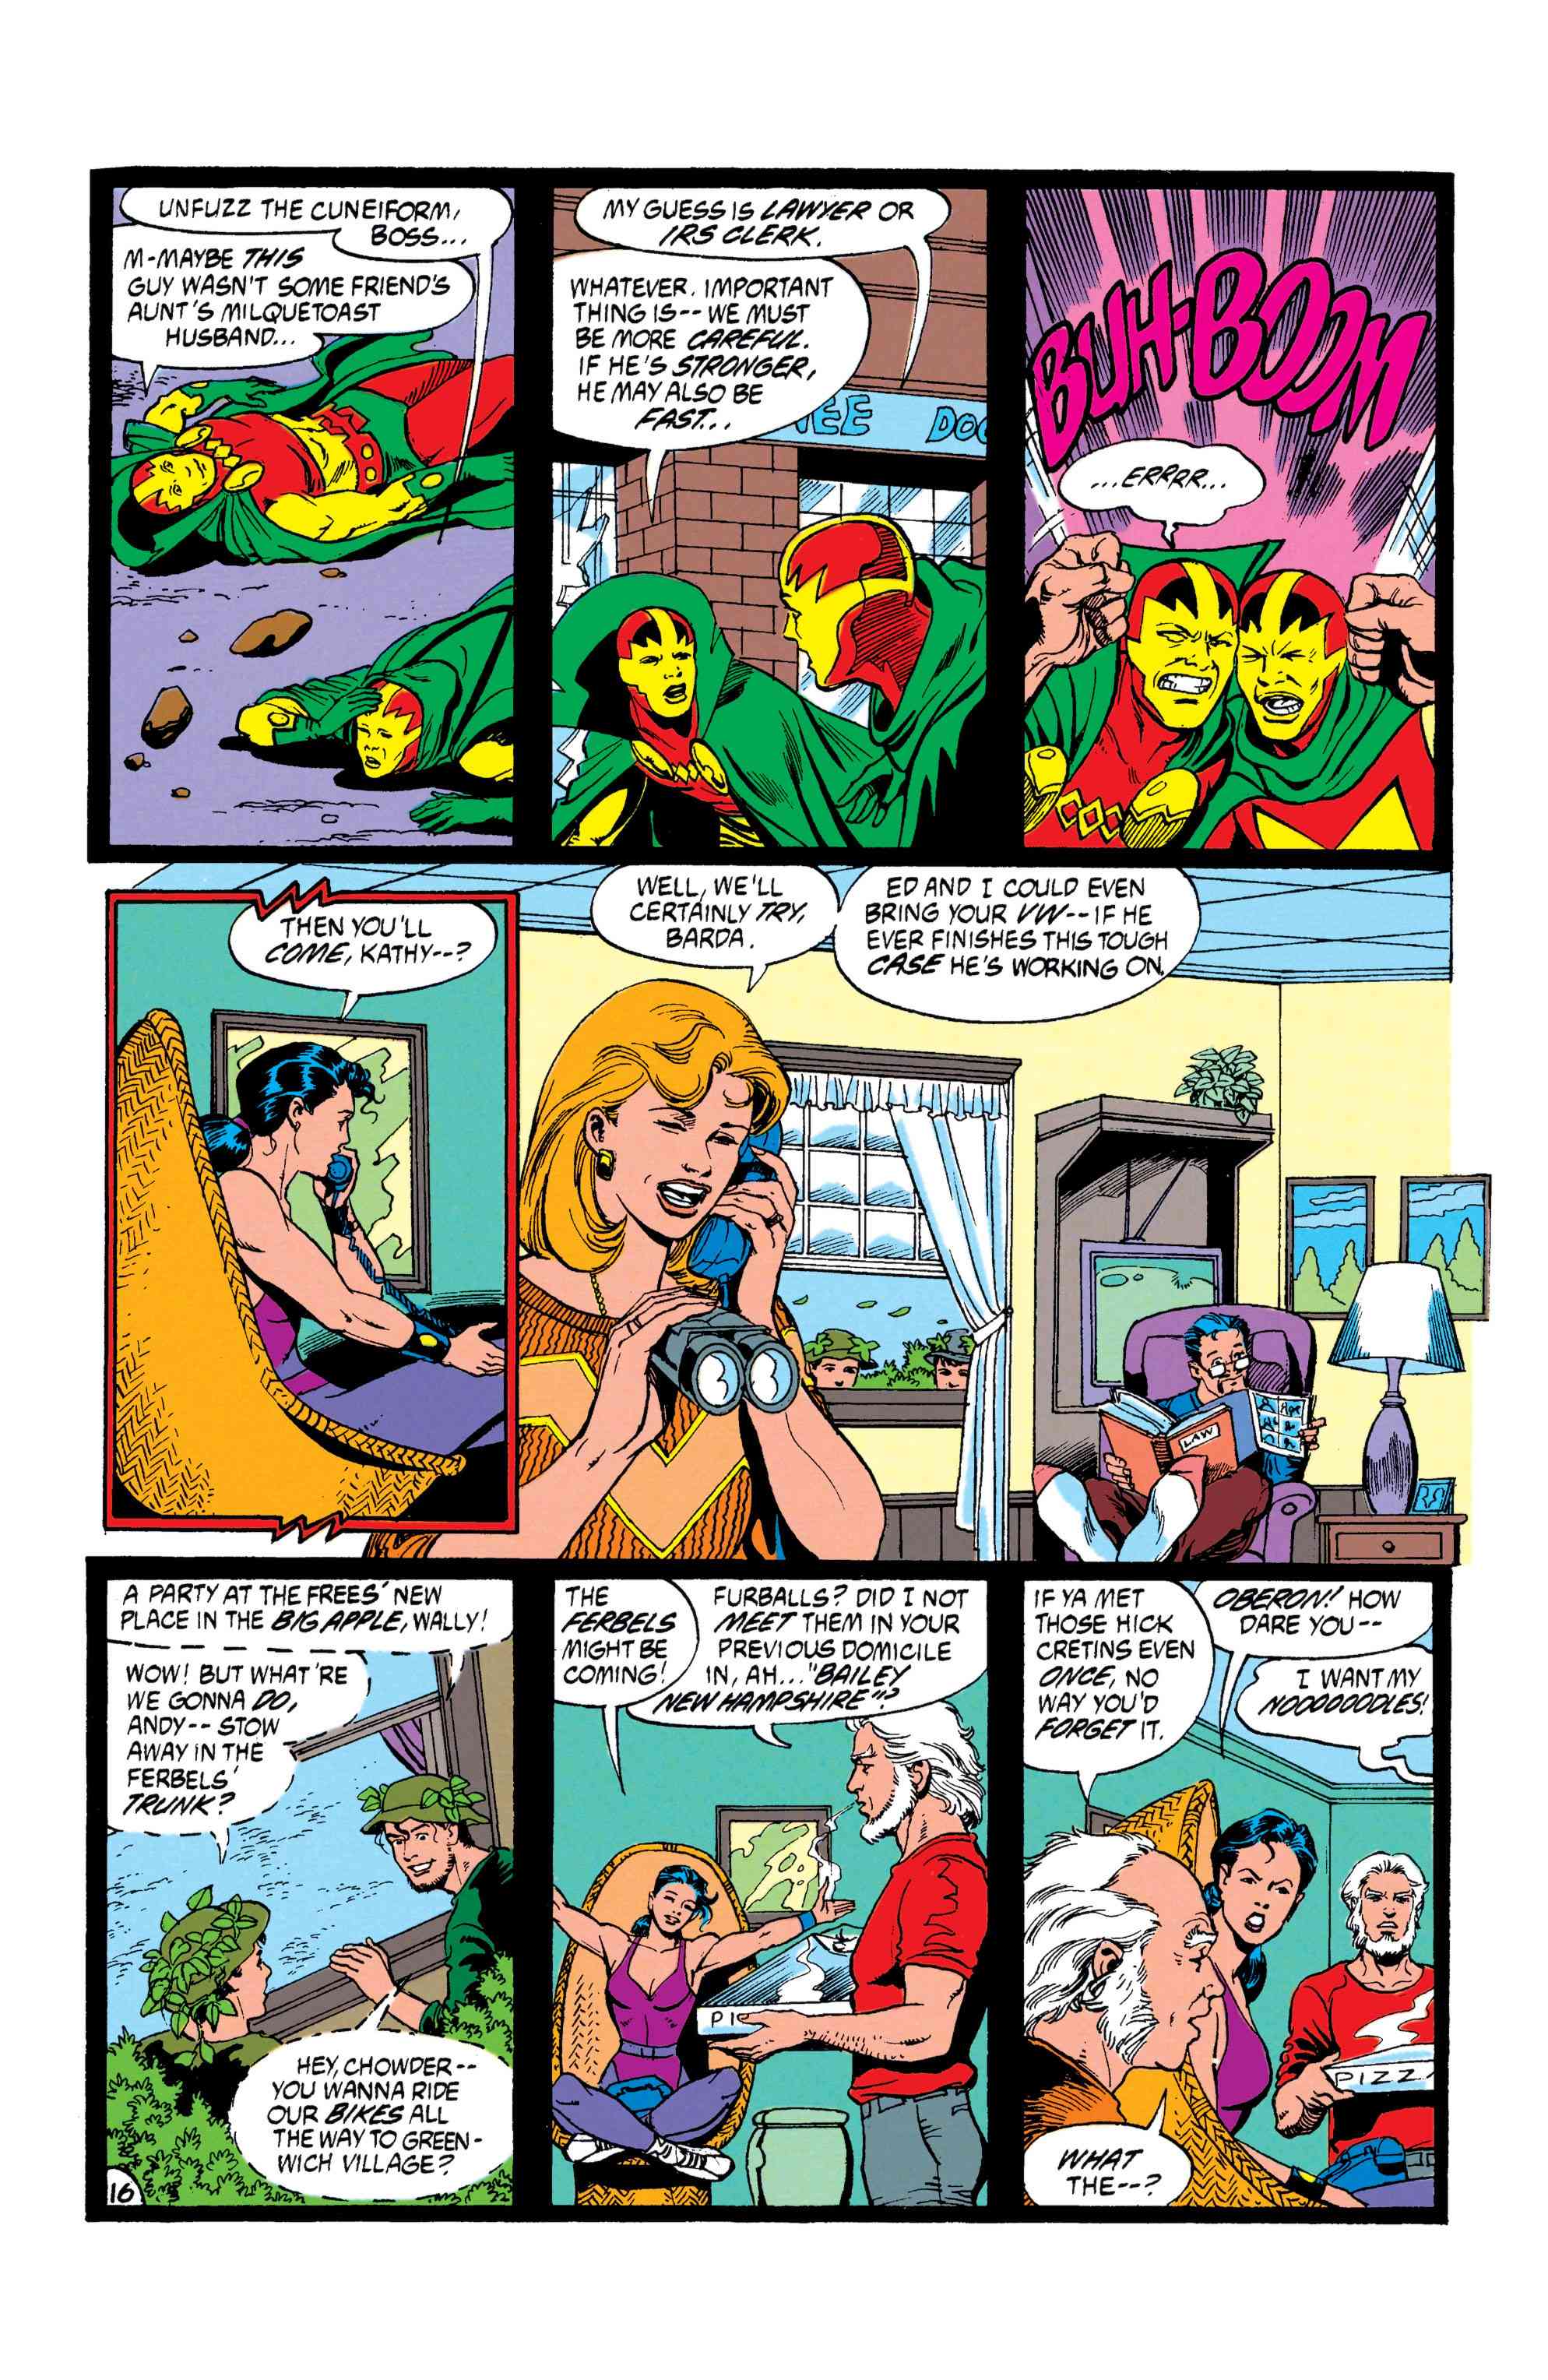 UNFUZZ THE CUNEIFORM,
BOSS...
M-MAYBE THIS
GUY WASN'T SOME FRIEND'S
AUNT'S MILQUETOAST
HUSBAND...
MY GUESS IS LAWYER OR
IRS CLERK.
WHATEVER. IMPORTANT
THING IS-- WE MUST
BE MORE CAREFUL.
IF HE'S STRONGER,
HE MAY ALSO BE
FAST...
DOG
BUH-BOOM
...ERRRR...
THEN YOU'LL
COME, KATHY--?
WELL, WE'LL
CERTAINLY TRY,
BARDA.
ED AND I COULD EVEN
BRING YOUR VW-- IF HE
EVER FINISHES THIS TOUGH
CASE HE'S WORKING ON.
LAW
A PARTY AT THE FREES' NEW
PLACE IN THE BIG APPLE, WALLY!
WOW! BUT WHAT'RE
WE GONNA DO,
ANDY-- STOW
AWAY IN THE
FERBELS'
TRUNK?
HEY, CHOWDER--
YOU WANNA RIDE
OUR BIKES ALL
THE WAY TO GREEN-
WICH VILLAGE?
16
THE
FERBELS
MIGHT BE
COMING!
FURBALLS? DID I NOT
MEET THEM IN YOUR
PREVIOUS DOMICILE
IN, AH... "BAILEY
NEW HAMPSHIRE"?
IF YA MET
THOSE HICK
CRETINS EVEN
ONCE, NO
WAY YOU'D
FORGET IT.
OBERON! HOW
DARE YOU--
I WANT MY
NOOOOOODLES!
PIZZ
WHAT
THE--?